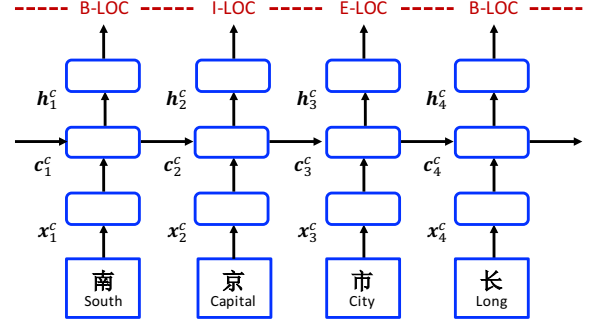 B-LOC I-LOC E-LOC B-LOC
h₁ᶜ h₂ᶜ h₃ᶜ h₄ᶜ
c₁ᶜ c₂ᶜ c₃ᶜ c₄ᶜ
x₁ᶜ x₂ᶜ x₃ᶜ x₄ᶜ
南 京 市 长
South Capital City Long